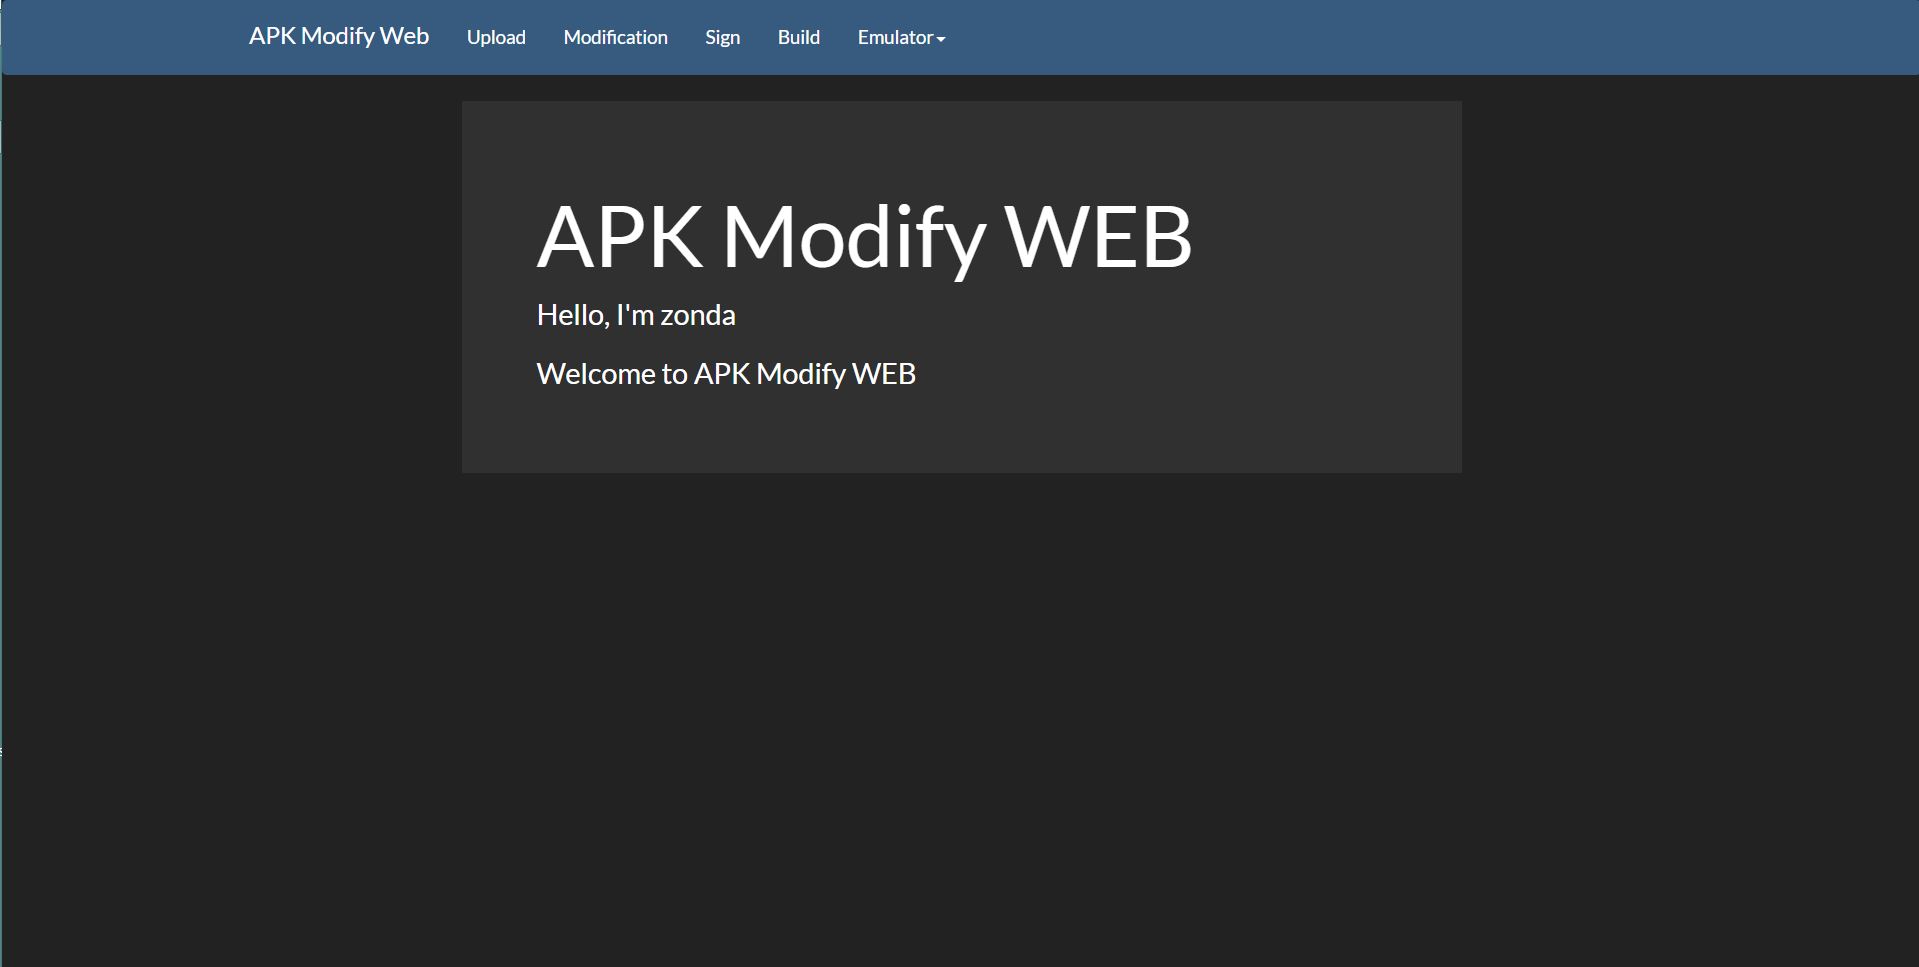 APK Modify Web Upload Modification Sign Build Emulator
APK Modify WEB
Hello, I'm zonda
Welcome to APK Modify WEB